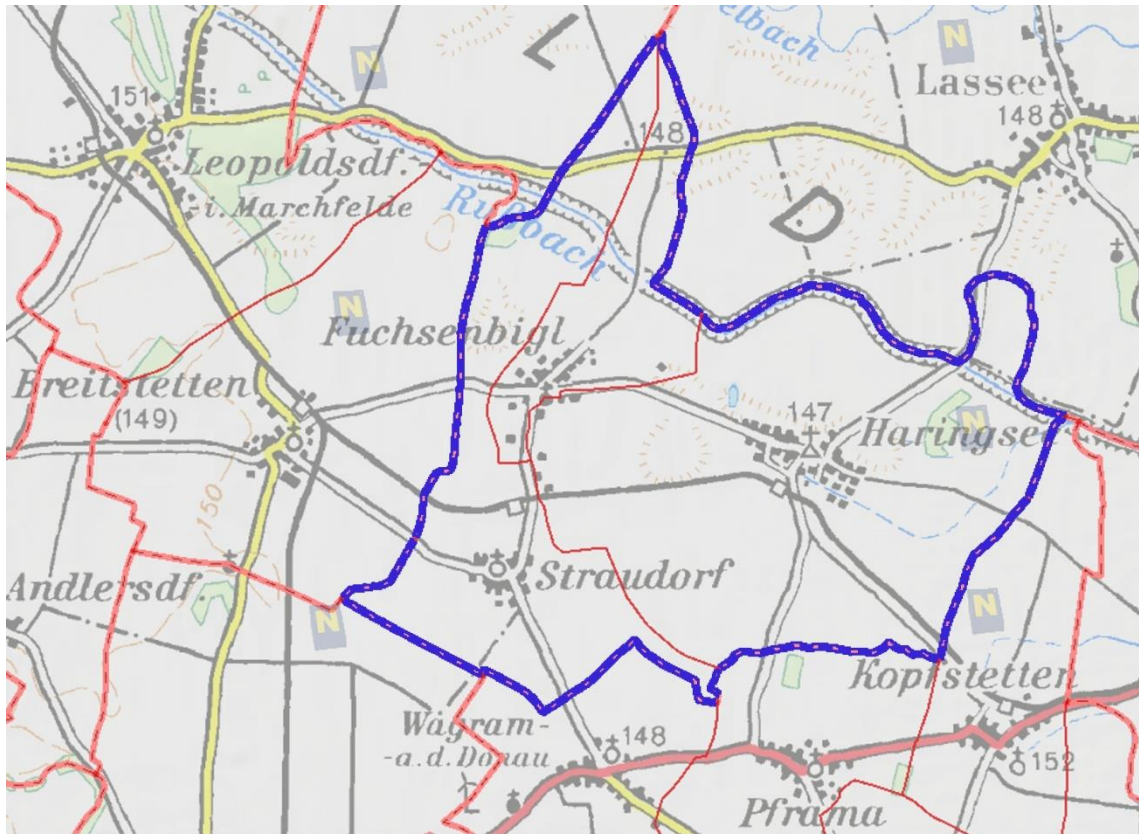 elbach
L
N
N
Lassee
151
148
148
Leopoldsdf.
-i. Marchfelde
P
P
D
Rußbach
N
Fuchsenbigl
Breitstetten
(149)
147
Haringsee
N
150
Andlersdf.
Straudorf
N
N
Kopfstetten
Wagram-
-a.d. Donau
148
152
Pframa